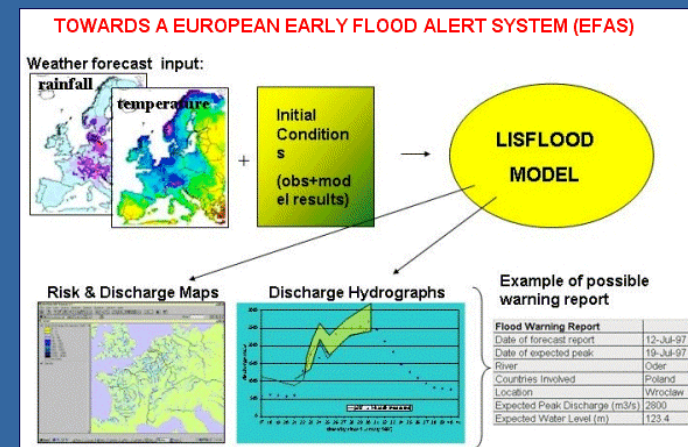 TOWARDS A EUROPEAN EARLY FLOOD ALERT SYSTEM (EFAS)
Weather forecast input:
rainfall
temperature
+
Initial
Condition
s
(obs+mod
el results)
LISFLOOD
MODEL
Risk & Discharge Maps
Discharge Hydrographs
Example of possible
warning report
Flood Warning Report
Date of forecast report 12-Jul-97
Date of expected peak 19-Jul-97
River Oder
Countries Involved Poland
Location Wroclaw
Expected Peak Discharge (m3/s) 2800
Expected Water Level (m) 123.4